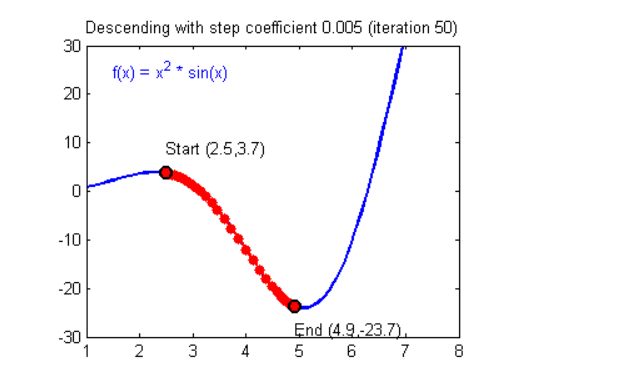 Descending with step coefficient 0.005 (iteration 50)
30
f(x) = x² * sin(x)
20
10
Start (2.5,3.7)
0
-10
-20
End (4.9,-23.7)
-30
1 2 3 4 5 6 7 8